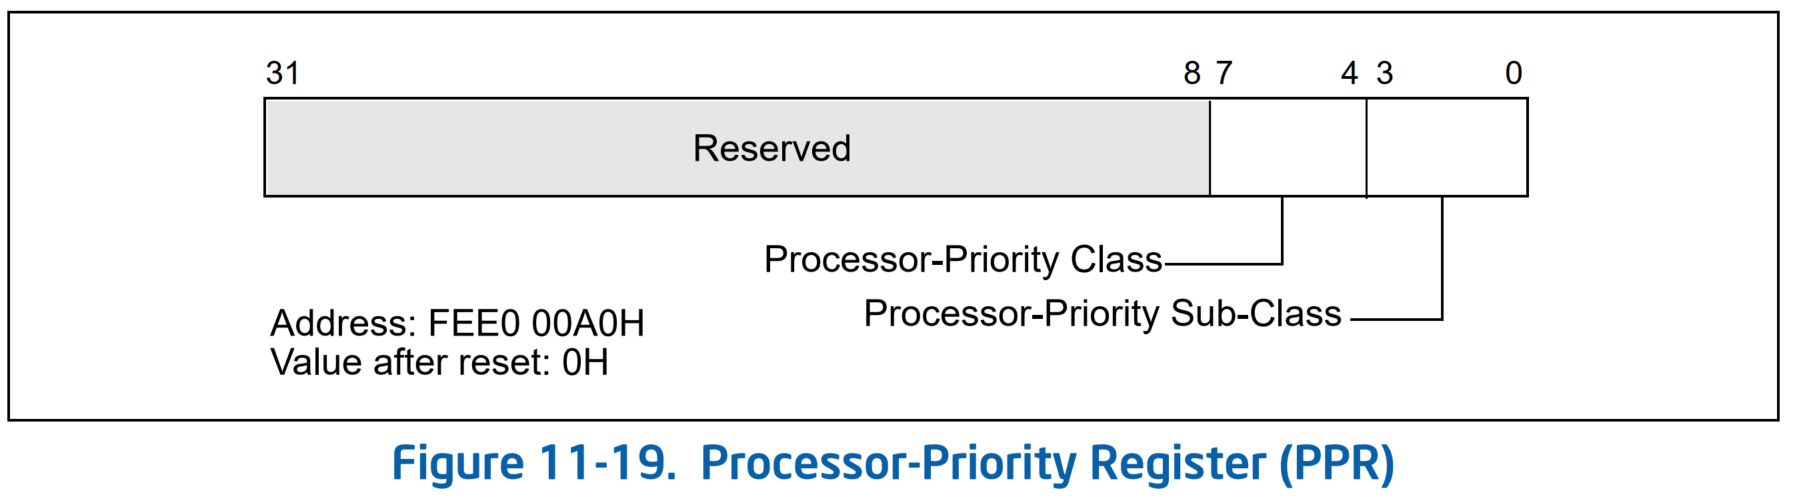 31 8 7 4 3 0
Reserved
Processor-Priority Class
Processor-Priority Sub-Class
Address: FEE0 00A0H
Value after reset: 0H
Figure 11-19. Processor-Priority Register (PPR)